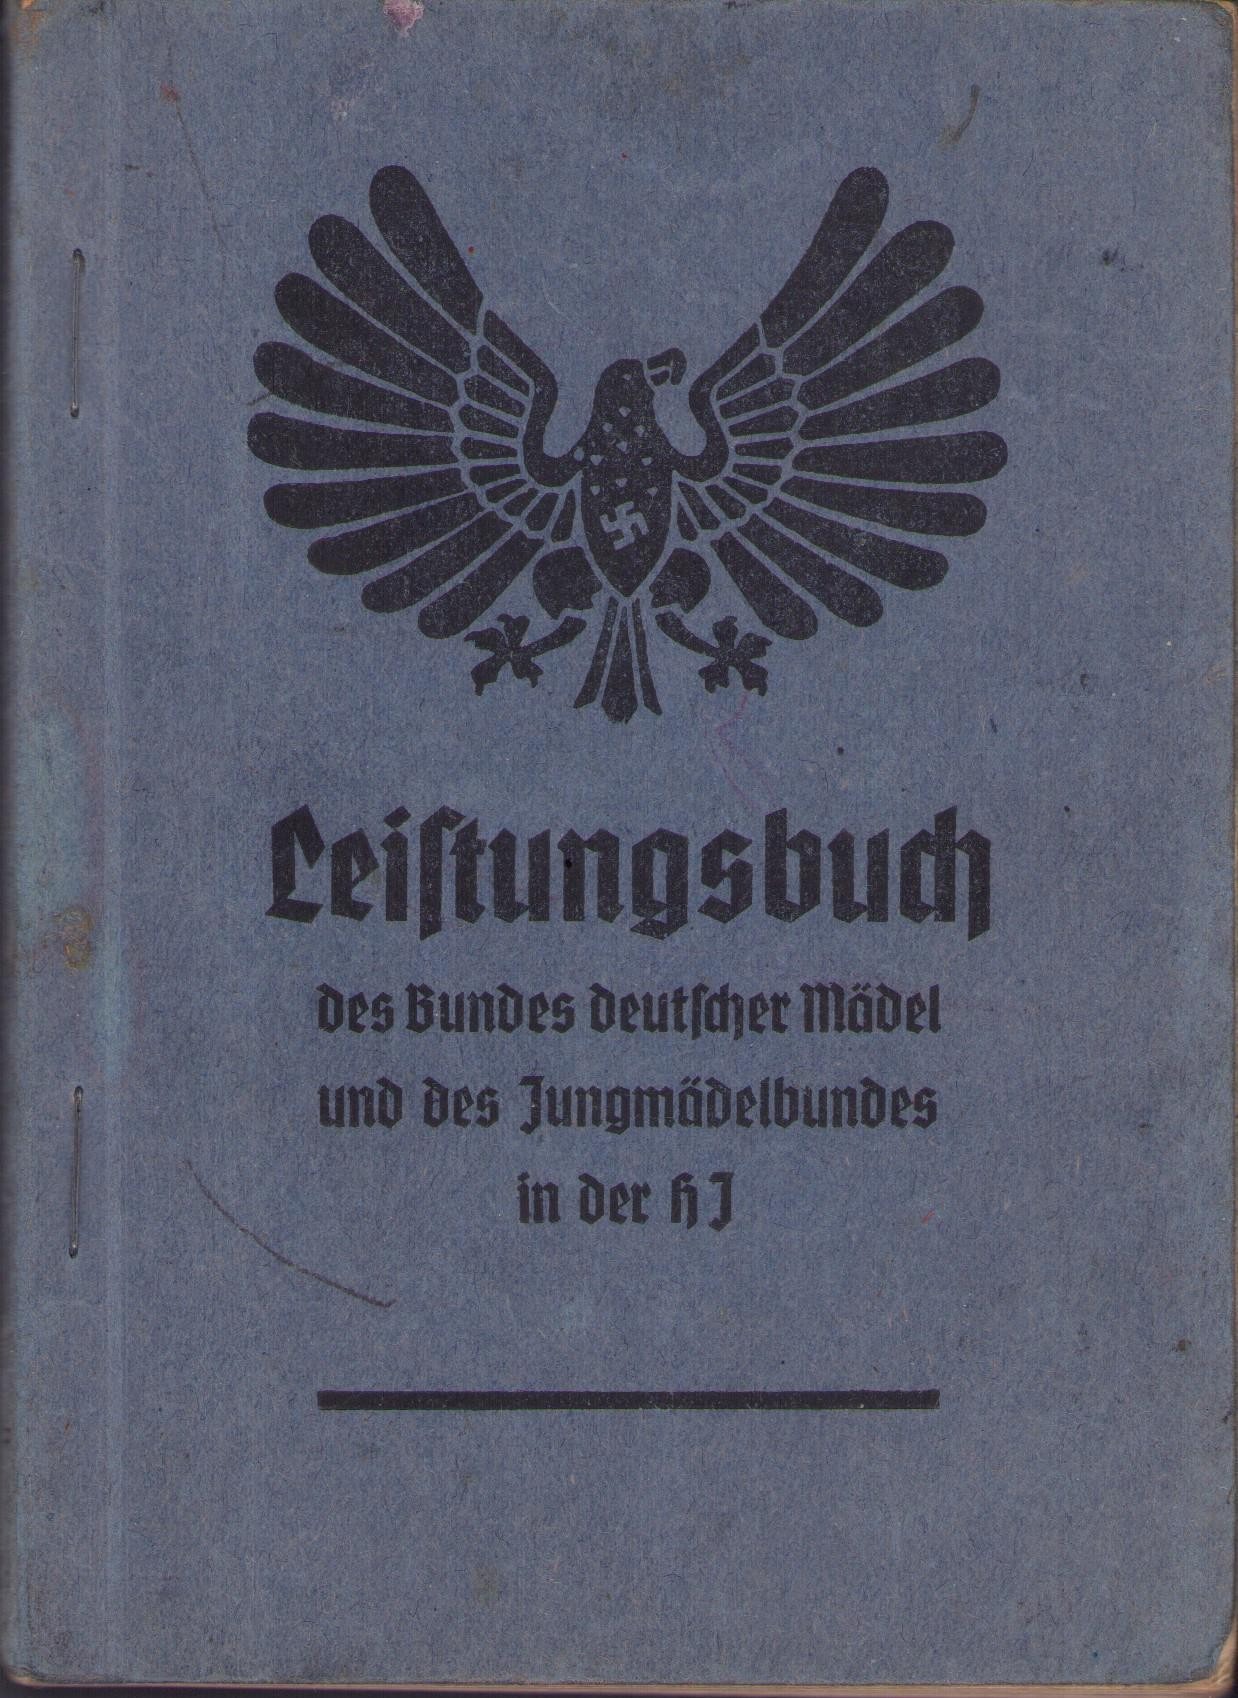 Leiſtungsbuch
des Bundes deutſcher Mädel
und des Jungmädelbundes
in der HJ